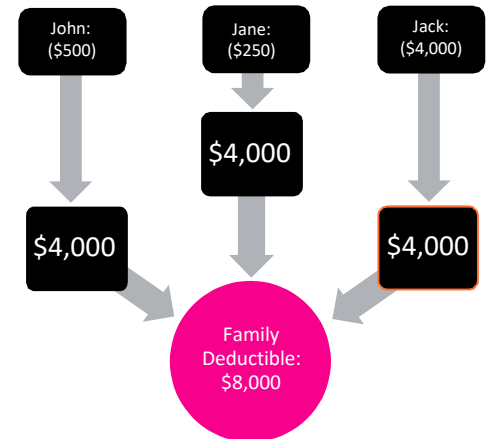 John:
($500)
Jane:
($250)
Jack:
($4,000)
$4,000
$4,000
$4,000
Family
Deductible:
$8,000